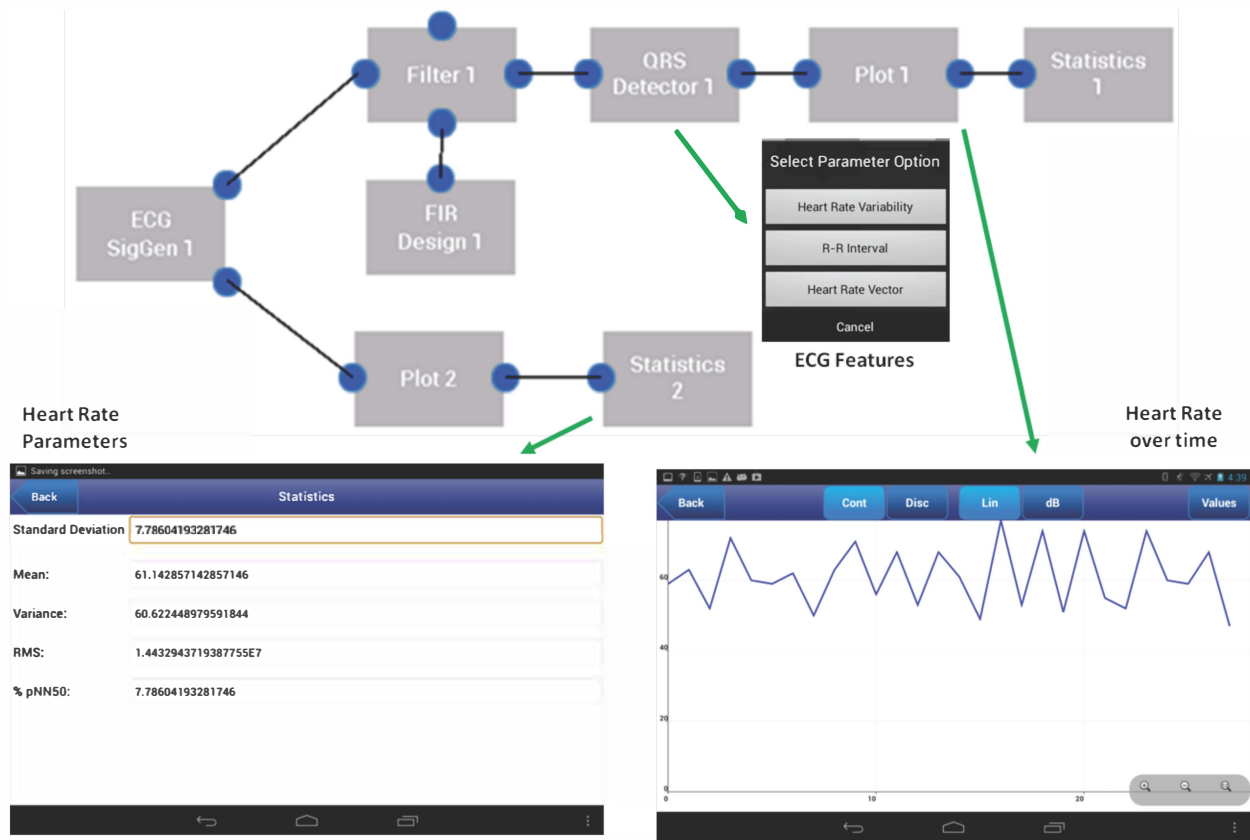 Filter 1
QRS
Detector 1
Plot 1
Statistics
1
ECG
SigGen 1
FIR
Design 1
Select Parameter Option
Heart Rate Variability
R-R Interval
Heart Rate Vector
Cancel
ECG Features
Plot 2
Statistics
2
Heart Rate
Parameters
Heart Rate
over time
Saving screenshot..
Back
Statistics
Standard Deviation 7.78604193281746
Mean: 61.142857142857146
Variance: 60.622448979591844
RMS: 1.4432943719387755E7
% pNN50: 7.78604193281746
4:39
Back Cont Disc Lin dB Values
60
40
20
0
0 10 20